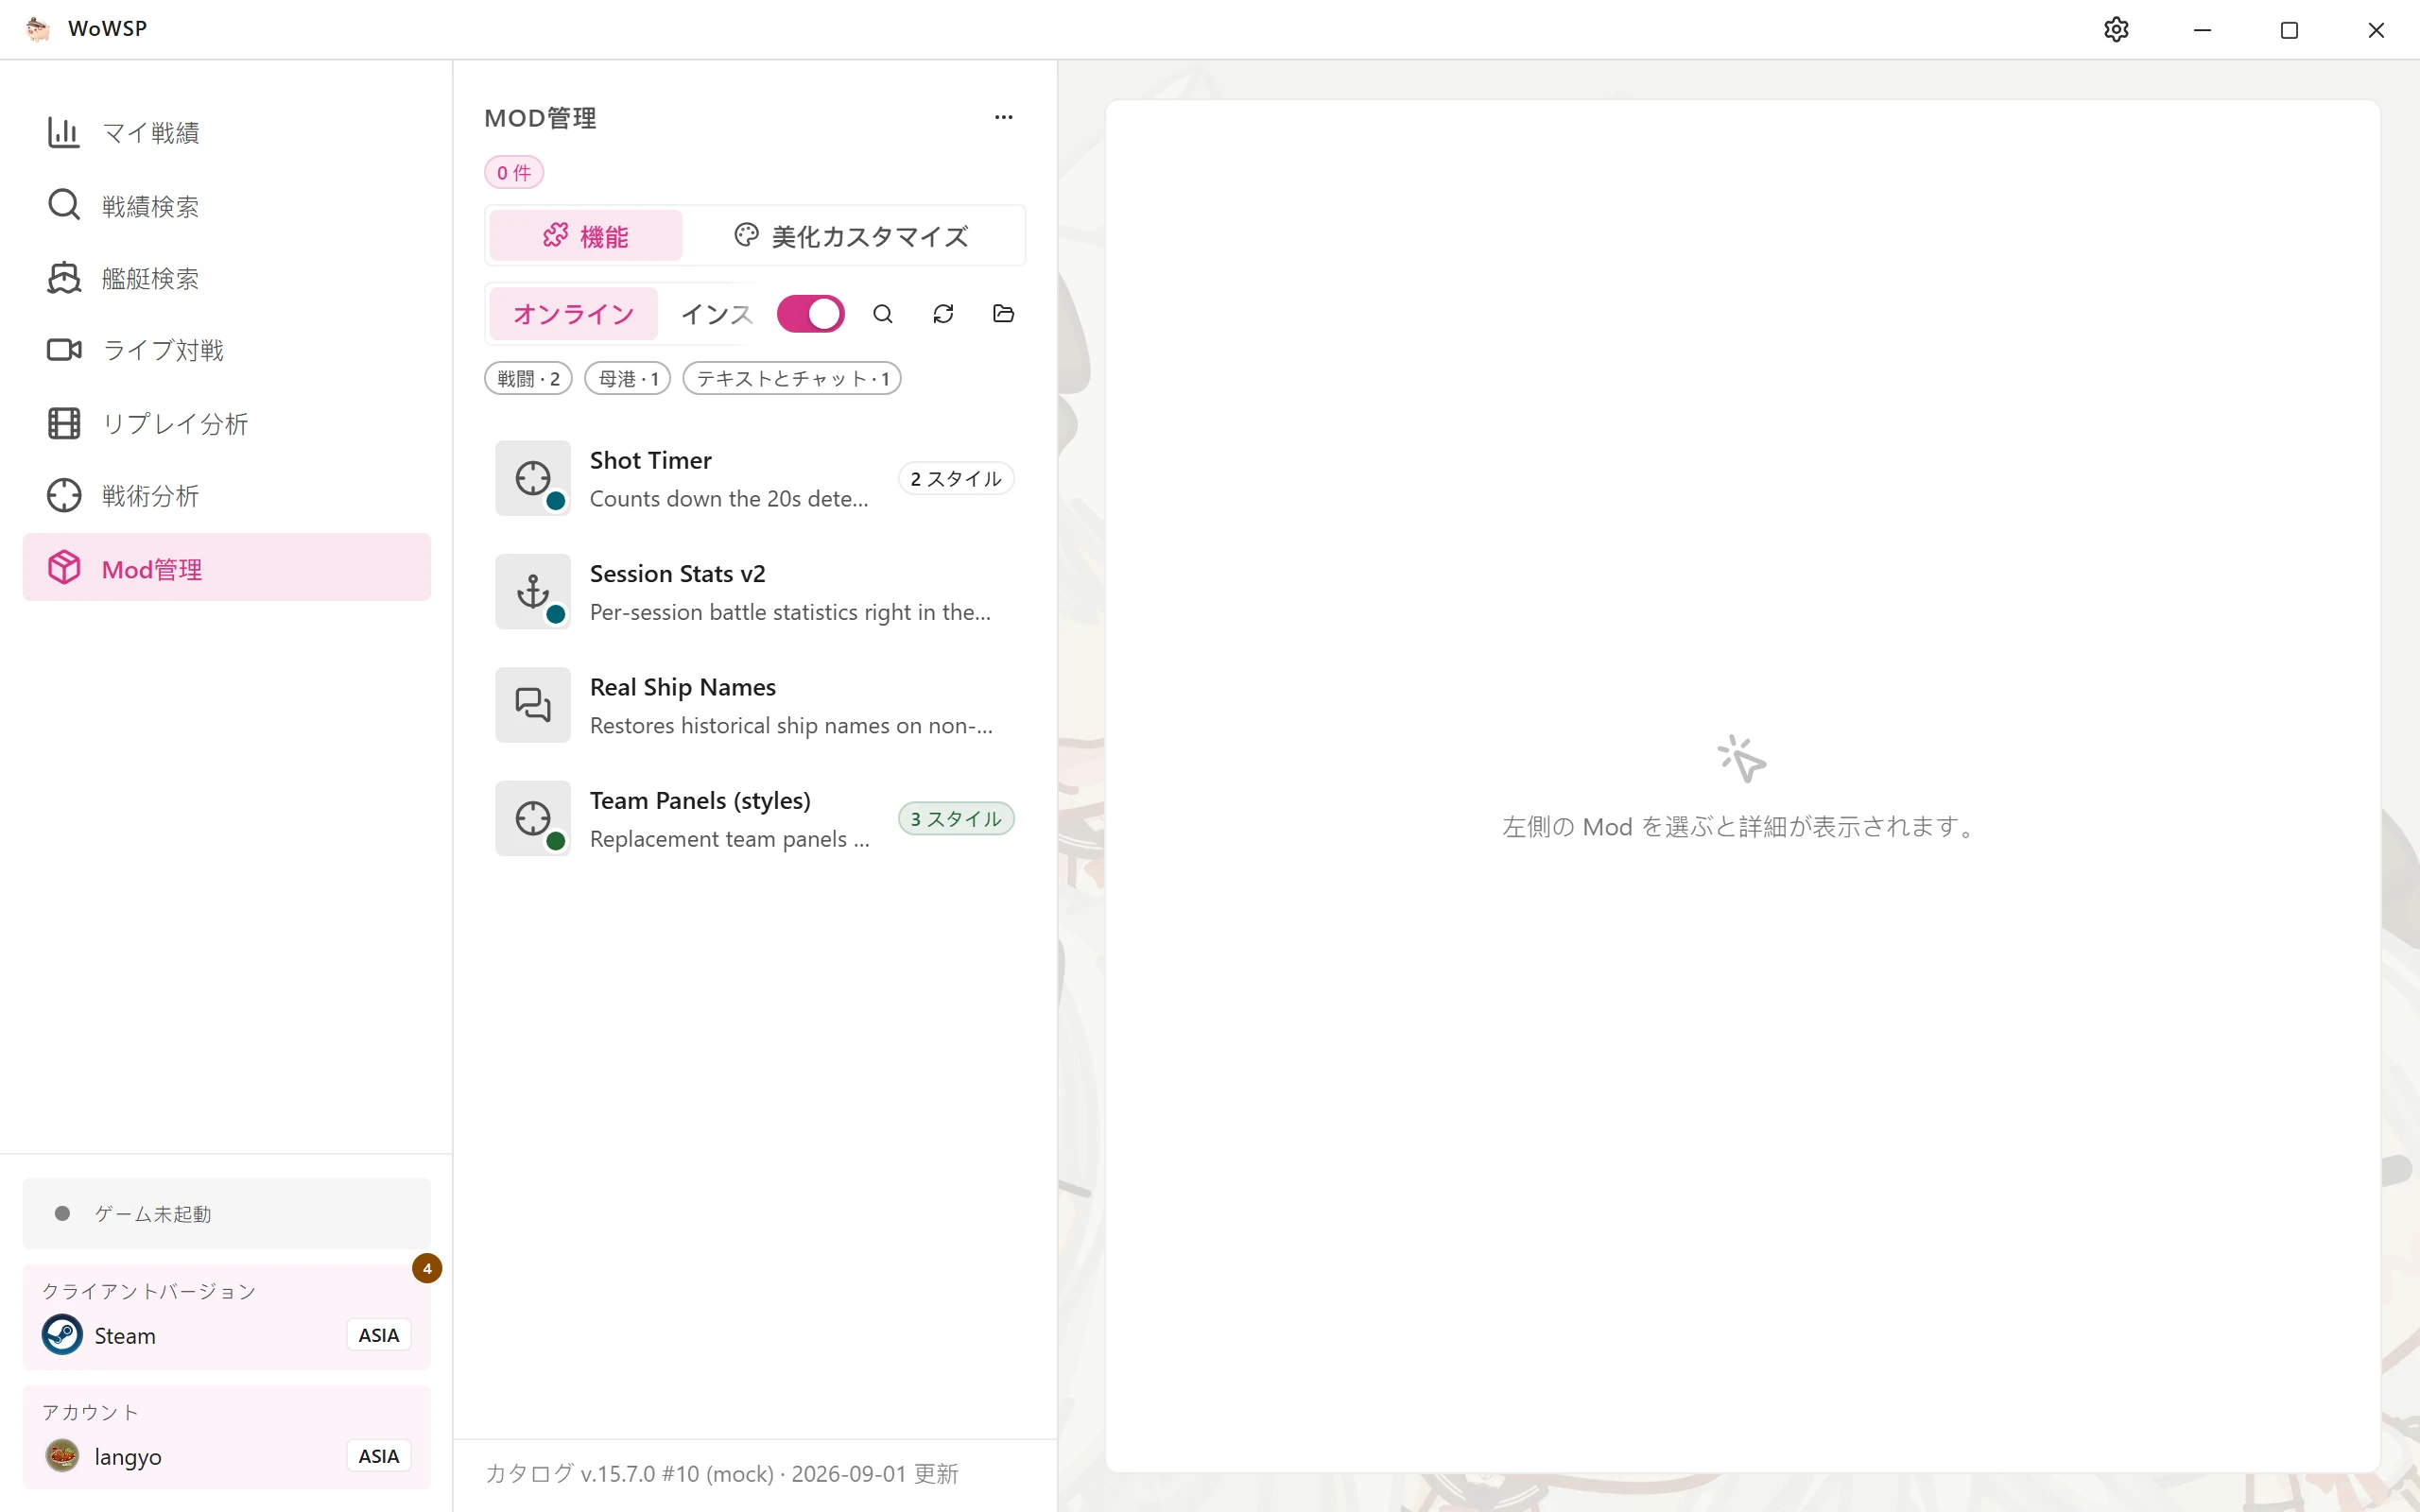 WoWSP
マイ戦績
戦績検索
艦艇検索
ライブ対戦
リプレイ分析
戦術分析
Mod管理
ゲーム未起動
4
クライアントバージョン
Steam ASIA
アカウント
langyo ASIA
MOD管理
0 件
機能 美化カスタマイズ
オンライン インス
戦闘 · 2 母港 · 1 テキストとチャット · 1
Shot Timer
Counts down the 20s dete...
2 スタイル
Session Stats v2
Per-session battle statistics right in the...
Real Ship Names
Restores historical ship names on non-...
Team Panels (styles)
Replacement team panels ...
3 スタイル
カタログ v.15.7.0 #10 (mock) · 2026-09-01 更新
左側の Mod を選ぶと詳細が表示されます。